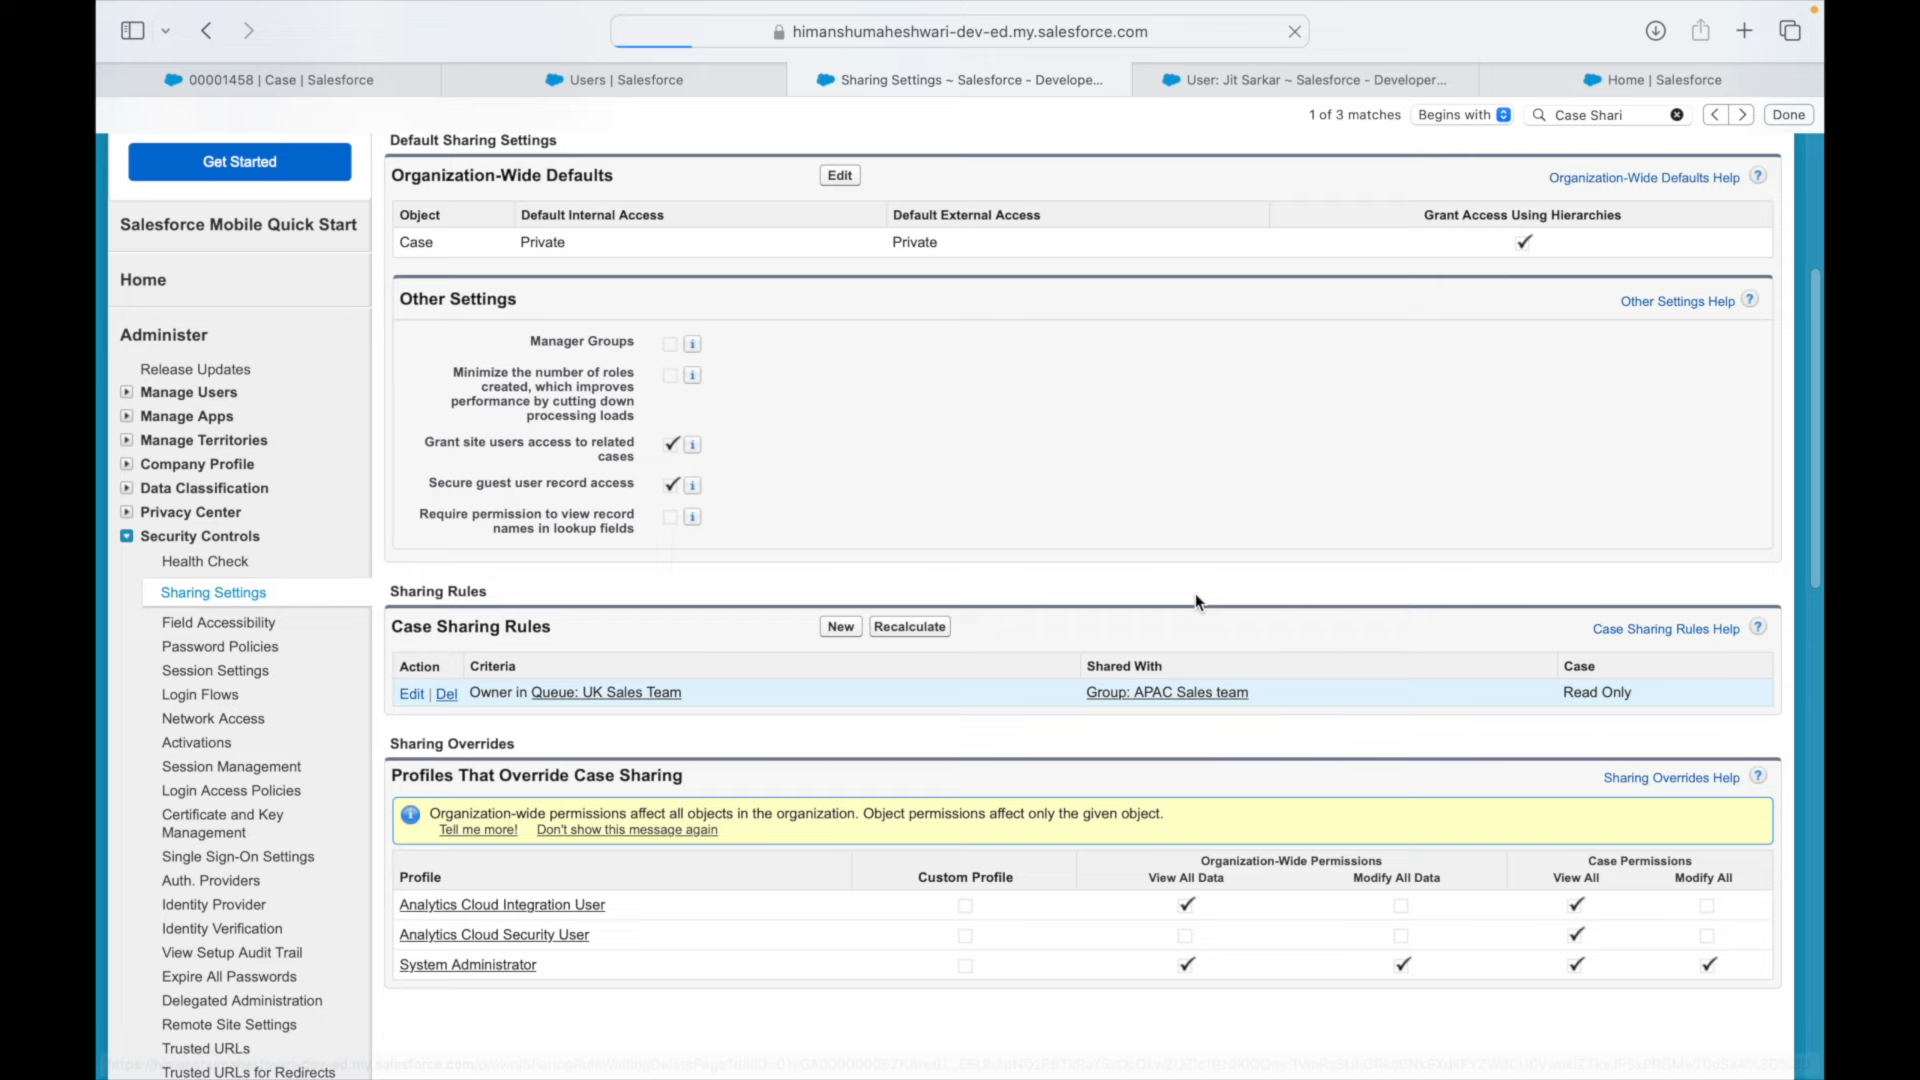 himanshumaheshwari-dev-ed.my.salesforce.com
00001458 | Case | Salesforce
Users | Salesforce
Sharing Settings ~ Salesforce - Develope...
User: Jit Sarkar ~ Salesforce - Developer...
Home | Salesforce
1 of 3 matches
Begins with
Case Shari
Done
Get Started
Salesforce Mobile Quick Start
Home
Administer
Release Updates
Manage Users
Manage Apps
Manage Territories
Company Profile
Data Classification
Privacy Center
Security Controls
Health Check
Sharing Settings
Field Accessibility
Password Policies
Session Settings
Login Flows
Network Access
Activations
Session Management
Login Access Policies
Certificate and Key
Management
Single Sign-On Settings
Auth. Providers
Identity Provider
Identity Verification
View Setup Audit Trail
Expire All Passwords
Delegated Administration
Remote Site Settings
Trusted URLs
Trusted URLs for Redirects
Default Sharing Settings
Organization-Wide Defaults
Edit
Organization-Wide Defaults Help ?
Object Default Internal Access Default External Access Grant Access Using Hierarchies
Case Private Private
Other Settings
Other Settings Help ?
Manager Groups
Minimize the number of roles
created, which improves
performance by cutting down
processing loads
Grant site users access to related
cases
Secure guest user record access
Require permission to view record
names in lookup fields
Sharing Rules
Case Sharing Rules
New Recalculate
Case Sharing Rules Help ?
Action Criteria Shared With Case
Edit | Del Owner in Queue: UK Sales Team Group: APAC Sales team Read Only
Sharing Overrides
Profiles That Override Case Sharing
Sharing Overrides Help ?
Organization-wide permissions affect all objects in the organization. Object permissions affect only the given object.
Tell me more! Don't show this message again
Organization-Wide Permissions Case Permissions
Profile Custom Profile View All Data Modify All Data View All Modify All
Analytics Cloud Integration User
Analytics Cloud Security User
System Administrator